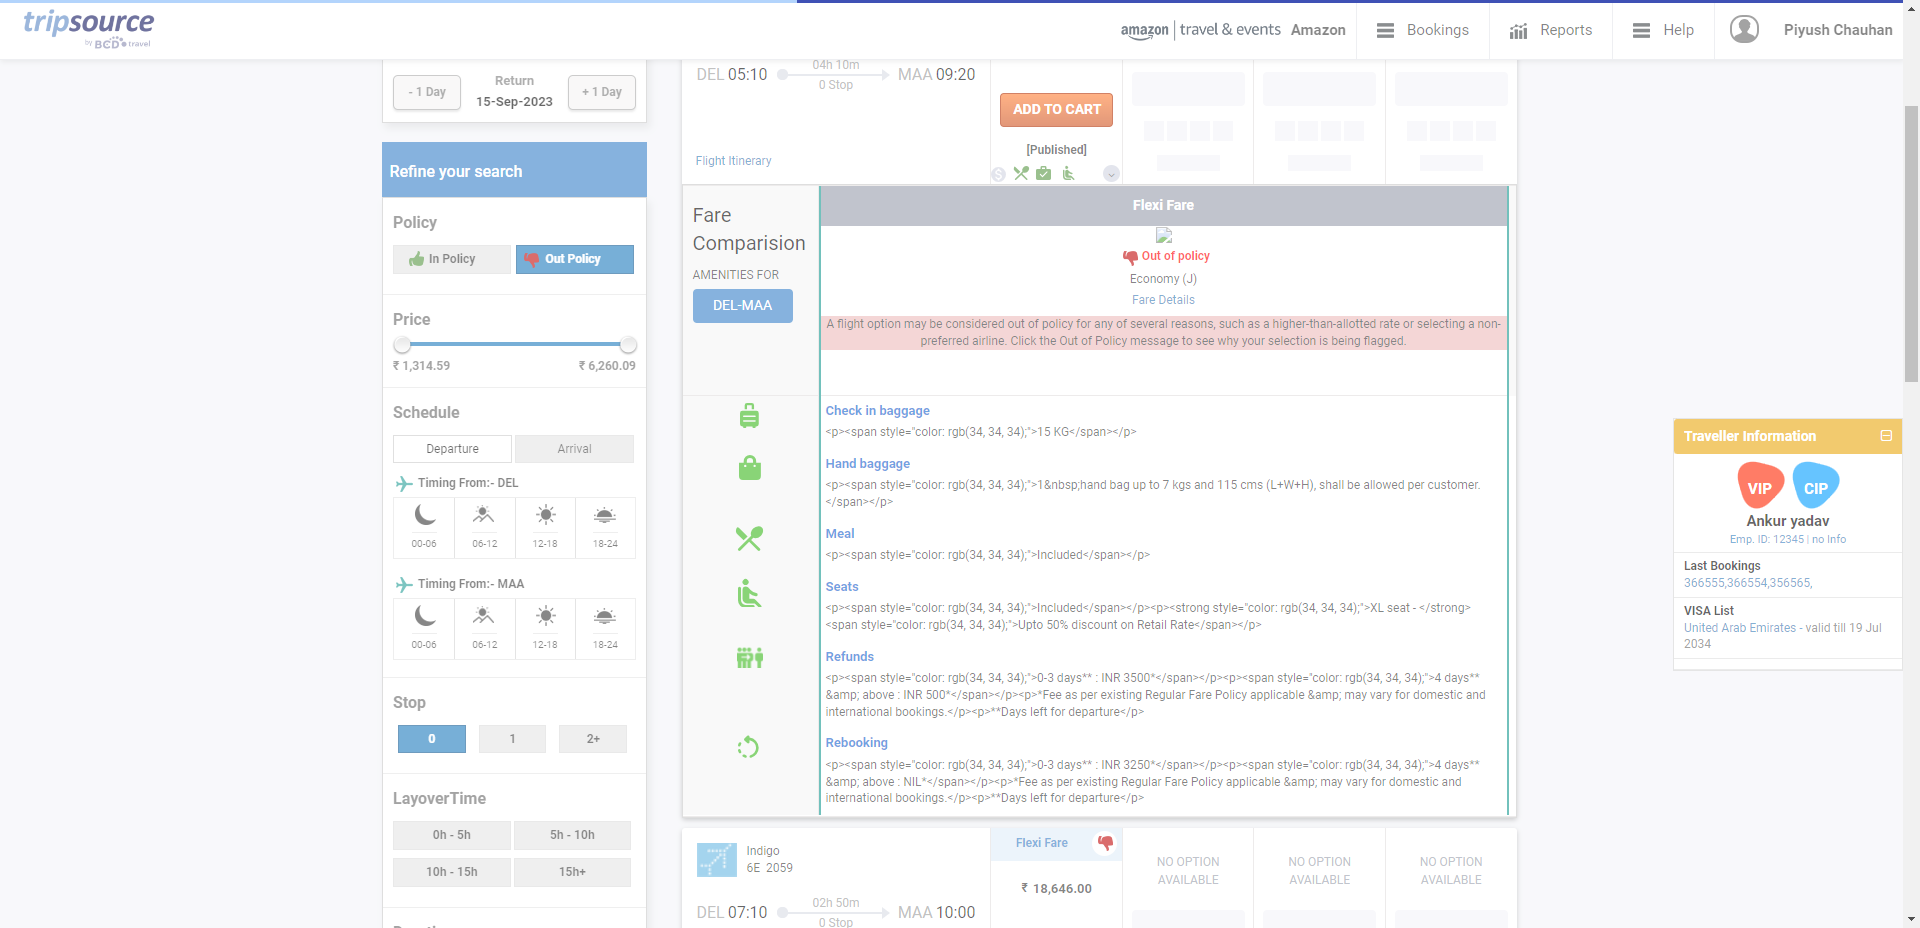 tripsource
by BCD travel
amazon | travel & events Amazon
Bookings
Reports
Help
Piyush Chauhan
- 1 Day
Return
15-Sep-2023
+ 1 Day
Refine your search
Policy
In Policy
Out Policy
Price
₹ 1,314.59
₹ 6,260.09
Schedule
Departure
Arrival
Timing From:- DEL
00-06
06-12
12-18
18-24
Timing From:- MAA
00-06
06-12
12-18
18-24
Stop
0
1
2+
LayoverTime
0h - 5h
5h - 10h
10h - 15h
15h+
DEL 05:10
04h 10m
0 Stop
MAA 09:20
Flight Itinerary
ADD TO CART
[Published]
Fare
Comparision
AMENITIES FOR
DEL-MAA
Flexi Fare
Out of policy
Economy (J)
Fare Details
A flight option may be considered out of policy for any of several reasons, such as a higher-than-allotted rate or selecting a non-
preferred airline. Click the Out of Policy message to see why your selection is being flagged.
Check in baggage
<p><span style="color: rgb(34, 34, 34);">15 KG</span></p>
Hand baggage
<p><span style="color: rgb(34, 34, 34);">1&nbsp;hand bag up to 7 kgs and 115 cms (L+W+H), shall be allowed per customer.
</span></p>
Meal
<p><span style="color: rgb(34, 34, 34);">Included</span></p>
Seats
<p><span style="color: rgb(34, 34, 34);">Included</span></p><p><strong style="color: rgb(34, 34, 34);">XL seat - </strong>
<span style="color: rgb(34, 34, 34);">Upto 50% discount on Retail Rate</span></p>
Refunds
<p><span style="color: rgb(34, 34, 34);">0-3 days** : INR 3500*</span></p><p><span style="color: rgb(34, 34, 34);">4 days**
&amp; above : INR 500*</span></p><p>*Fee as per existing Regular Fare Policy applicable &amp; may vary for domestic and
international bookings.</p><p>**Days left for departure</p>
Rebooking
<p><span style="color: rgb(34, 34, 34);">0-3 days** : INR 3250*</span></p><p><span style="color: rgb(34, 34, 34);">4 days**
&amp; above : NIL*</span></p><p>*Fee as per existing Regular Fare Policy applicable &amp; may vary for domestic and
international bookings.</p><p>**Days left for departure</p>
Indigo
6E 2059
DEL 07:10
02h 50m
0 Stop
MAA 10:00
Flexi Fare
₹ 18,646.00
NO OPTION
AVAILABLE
NO OPTION
AVAILABLE
NO OPTION
AVAILABLE
Traveller Information
VIP
CIP
Ankur yadav
Emp. ID: 12345 | no Info
Last Bookings
366555,366554,356565,
VISA List
United Arab Emirates - valid till 19 Jul
2034